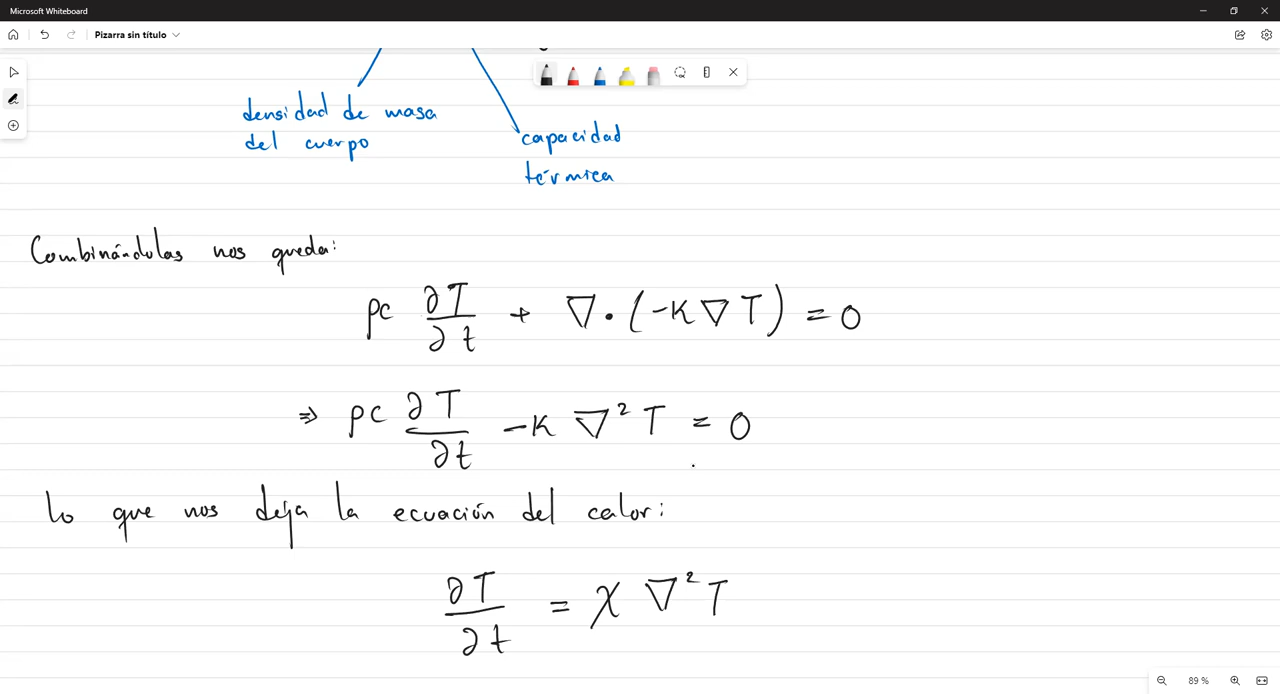 Microsoft Whiteboard
Pizarra sin título
densidad de masa
del cuerpo
capacidad
térmica
Combinándolas nos queda:
ρc ∂T/∂t + ∇·(-K∇T) = 0
⇒ ρc ∂T/∂t - K ∇²T = 0
lo que nos deja la ecuación del calor:
∂T/∂t = χ ∇²T
89 %